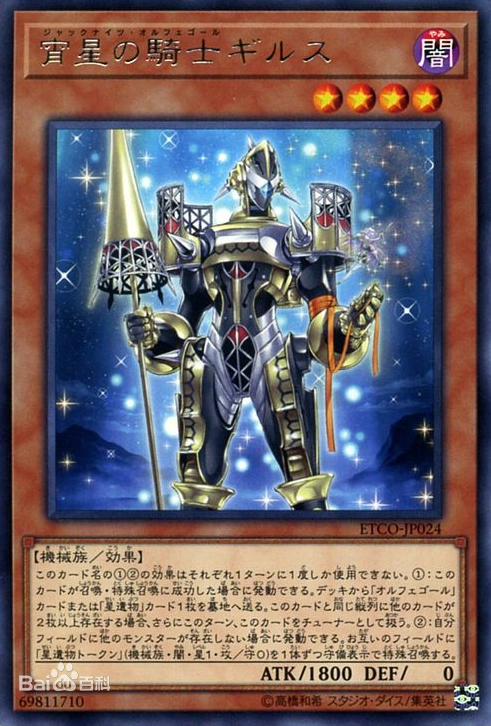 ジャックナイツ・オルフェゴール
宵星の騎士ギルス
やみ
闇
ETCO-JP024
【機械族/効果】
このカード名の①②の効果はそれぞれ1ターンに1度しか使用できない。①:この
カードが召喚・特殊召喚に成功した場合に発動できる。デッキから「オルフェゴール」
カードまたは「星遺物」カード1枚を墓地へ送る。このカードと同じ縦列に他のカードが
2枚以上存在する場合、さらにこのターン、このカードをチューナーとして扱う。②:自分
フィールドに他のモンスターが存在しない場合に発動できる。お互いのフィールドに
「星遺物トークン」(機械族・闇・星1・攻/守0)を1体ずつ守備表示で特殊召喚する。
ATK/1800 DEF/ 0
Bai百科
69811710
©高橋和希 スタジオ・ダイス/集英社